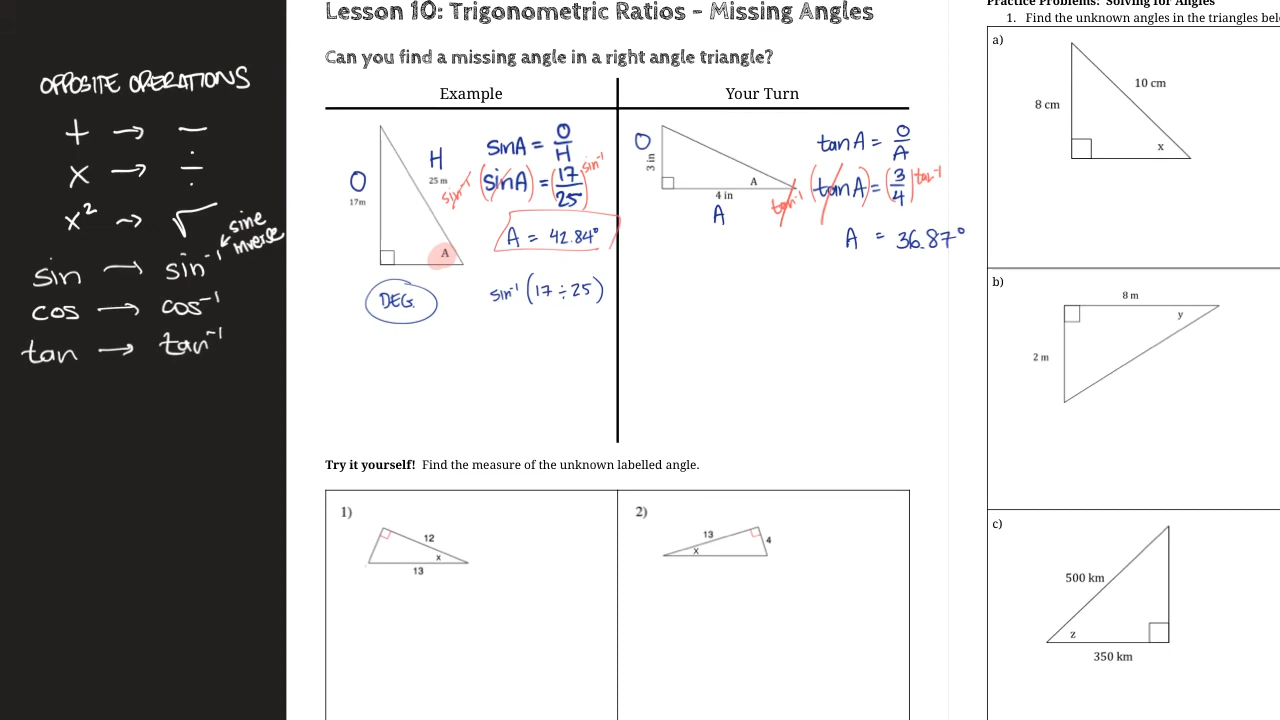 OPPOSITE OPERATIONS
+ → −
× → ÷
x² → √
sin → sin⁻¹
sine
inverse
cos → cos⁻¹
tan → tan⁻¹
Lesson 10: Trigonometric Ratios – Missing Angles
Can you find a missing angle in a right angle triangle?
Example
O
17m
H
25 m
A
sinA = O/H
sin⁻¹ (sinA) = (17/25) sin⁻¹
A = 42.84°
DEG.
sin⁻¹ (17 ÷ 25)
Your Turn
O
3 in
A
4 in
A
tanA = O/A
tan⁻¹ (tanA) = (3/4) tan⁻¹
A = 36.87°
Try it yourself! Find the measure of the unknown labelled angle.
1)
12
x
13
2)
13
4
x
Practice Problems: Solving for Angles
1. Find the unknown angles in the triangles bel
a)
10 cm
8 cm
x
b)
8 m
y
2 m
c)
500 km
z
350 km